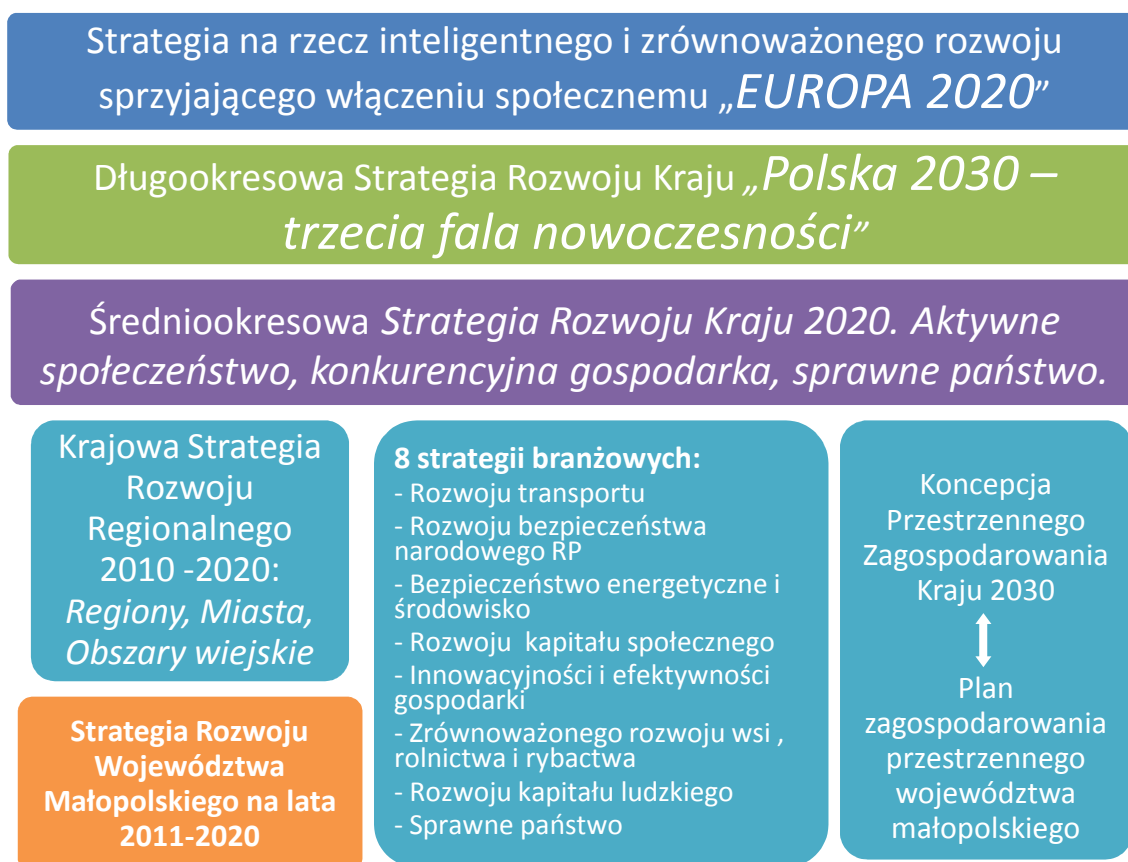 Strategia na rzecz inteligentnego i zrównoważonego rozwoju
sprzyjającego włączeniu społecznemu „EUROPA 2020”
Długookresowa Strategia Rozwoju Kraju „Polska 2030 –
trzecia fala nowoczesności”
Średniookresowa Strategia Rozwoju Kraju 2020. Aktywne
społeczeństwo, konkurencyjna gospodarka, sprawne państwo.
Krajowa Strategia
Rozwoju
Regionalnego
2010 -2020:
Regiony, Miasta,
Obszary wiejskie
Strategia Rozwoju
Województwa
Małopolskiego na lata
2011-2020
8 strategii branżowych:
- Rozwoju transportu
- Rozwoju bezpieczeństwa
narodowego RP
- Bezpieczeństwo energetyczne i
środowisko
- Rozwoju  kapitału społecznego
- Innowacyjności i efektywności
gospodarki
- Zrównoważonego rozwoju wsi ,
rolnictwa i rybactwa
- Rozwoju kapitału ludzkiego
- Sprawne państwo
Koncepcja
Przestrzennego
Zagospodarowania
Kraju 2030
Plan
zagospodarowania
przestrzennego
województwa
małopolskiego